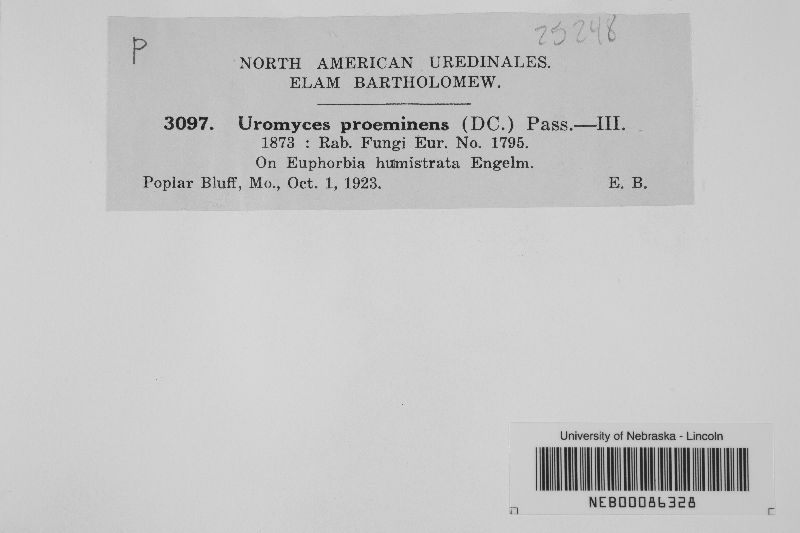 P
25248
NORTH AMERICAN UREDINALES.
ELAM BARTHOLOMEW.
3097. Uromyces proeminens (DC.) Pass.—III.
1873 : Rab. Fungi Eur. No. 1795.
On Euphorbia humistrata Engelm.
Poplar Bluff, Mo., Oct. 1, 1923. E. B.
University of Nebraska - Lincoln
NEB00086328